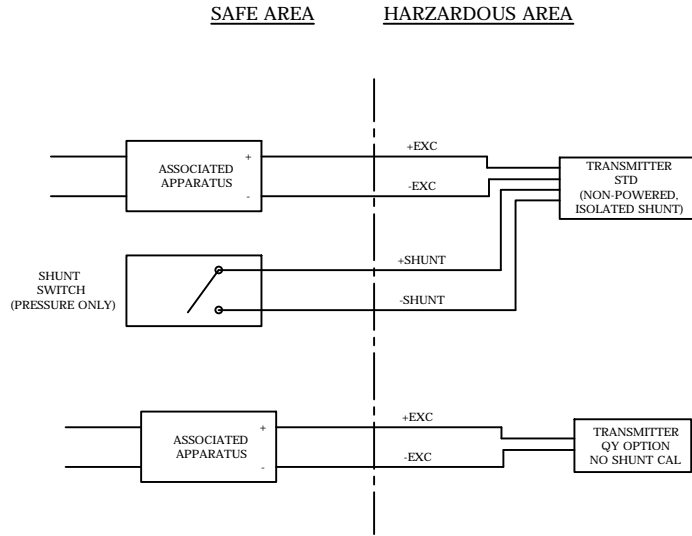 SAFE AREA
HARZARDOUS AREA
ASSOCIATED
APPARATUS
+
-
+EXC
-EXC
TRANSMITTER
STD
(NON-POWERED,
ISOLATED SHUNT)
SHUNT
SWITCH
(PRESSURE ONLY)
+SHUNT
-SHUNT
ASSOCIATED
APPARATUS
+
-
+EXC
-EXC
TRANSMITTER
QY OPTION
NO SHUNT CAL